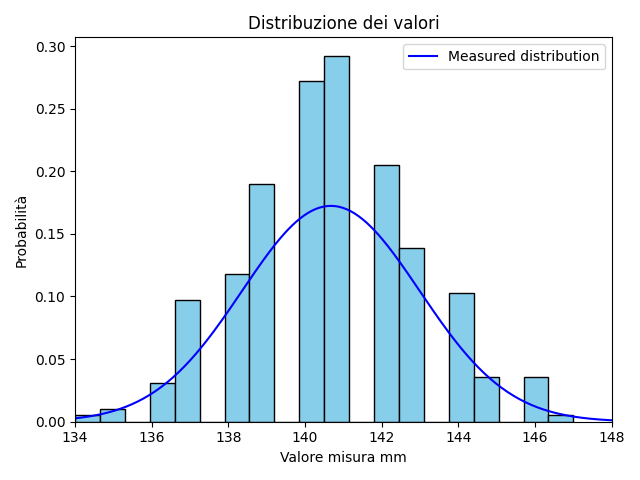 Distribuzione dei valori
Measured distribution
0.30
0.25
0.20
0.15
0.10
0.05
0.00
Probabilità
134 136 138 140 142 144 146 148
Valore misura mm